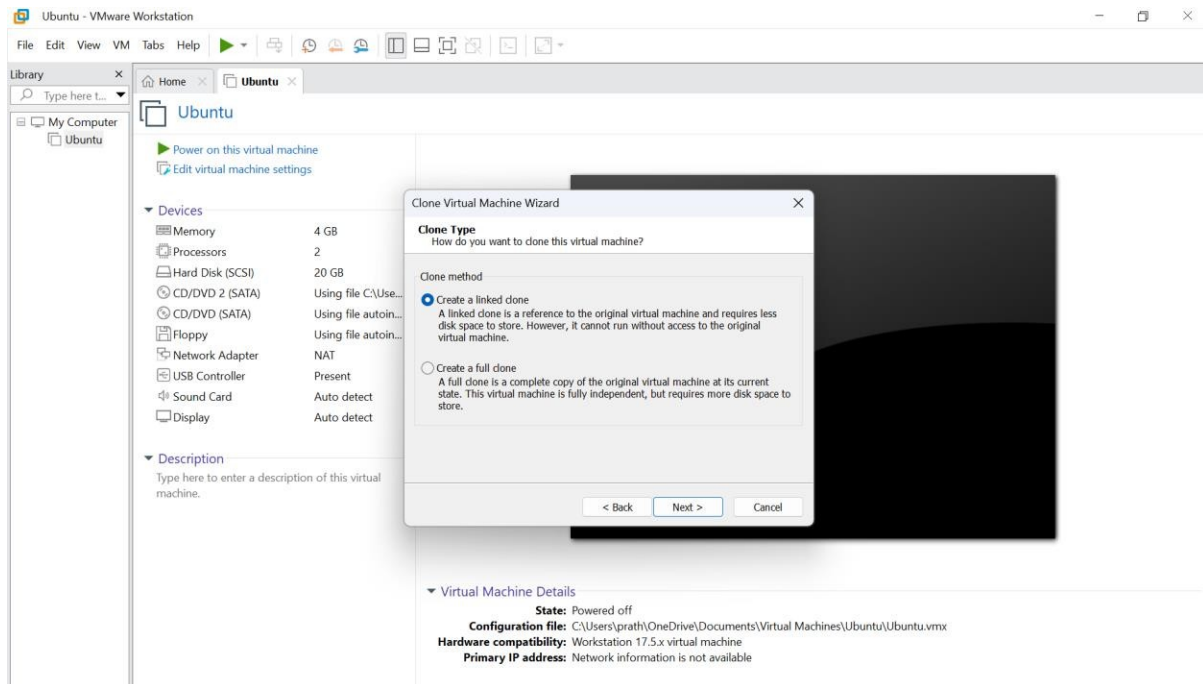 Ubuntu - VMware Workstation
File Edit View VM Tabs Help
Library
Type here t...
My Computer
Ubuntu
Home
Ubuntu
Ubuntu
Power on this virtual machine
Edit virtual machine settings
Devices
Memory 4 GB
Processors 2
Hard Disk (SCSI) 20 GB
CD/DVD 2 (SATA) Using file C:\Use...
CD/DVD (SATA) Using file autoin...
Floppy Using file autoin...
Network Adapter NAT
USB Controller Present
Sound Card Auto detect
Display Auto detect
Description
Type here to enter a description of this virtual
machine.
Clone Virtual Machine Wizard
Clone Type
How do you want to clone this virtual machine?
Clone method
Create a linked clone
A linked clone is a reference to the original virtual machine and requires less
disk space to store. However, it cannot run without access to the original
virtual machine.
Create a full clone
A full clone is a complete copy of the original virtual machine at its current
state. This virtual machine is fully independent, but requires more disk space to
store.
< Back Next > Cancel
Virtual Machine Details
State: Powered off
Configuration file: C:\Users\prath\OneDrive\Documents\Virtual Machines\Ubuntu\Ubuntu.vmx
Hardware compatibility: Workstation 17.5.x virtual machine
Primary IP address: Network information is not available